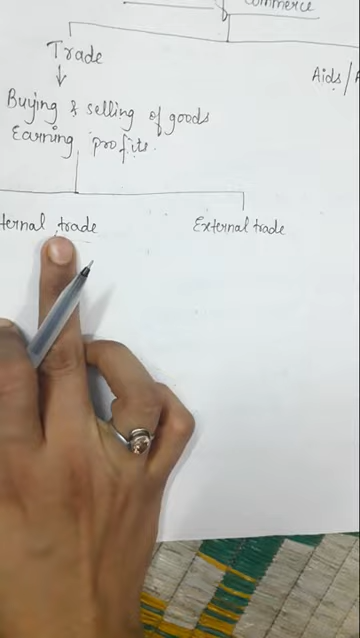 Commerce
Trade
Aids/
Buying & selling of goods
Earning profits.
ternal trade
External trade